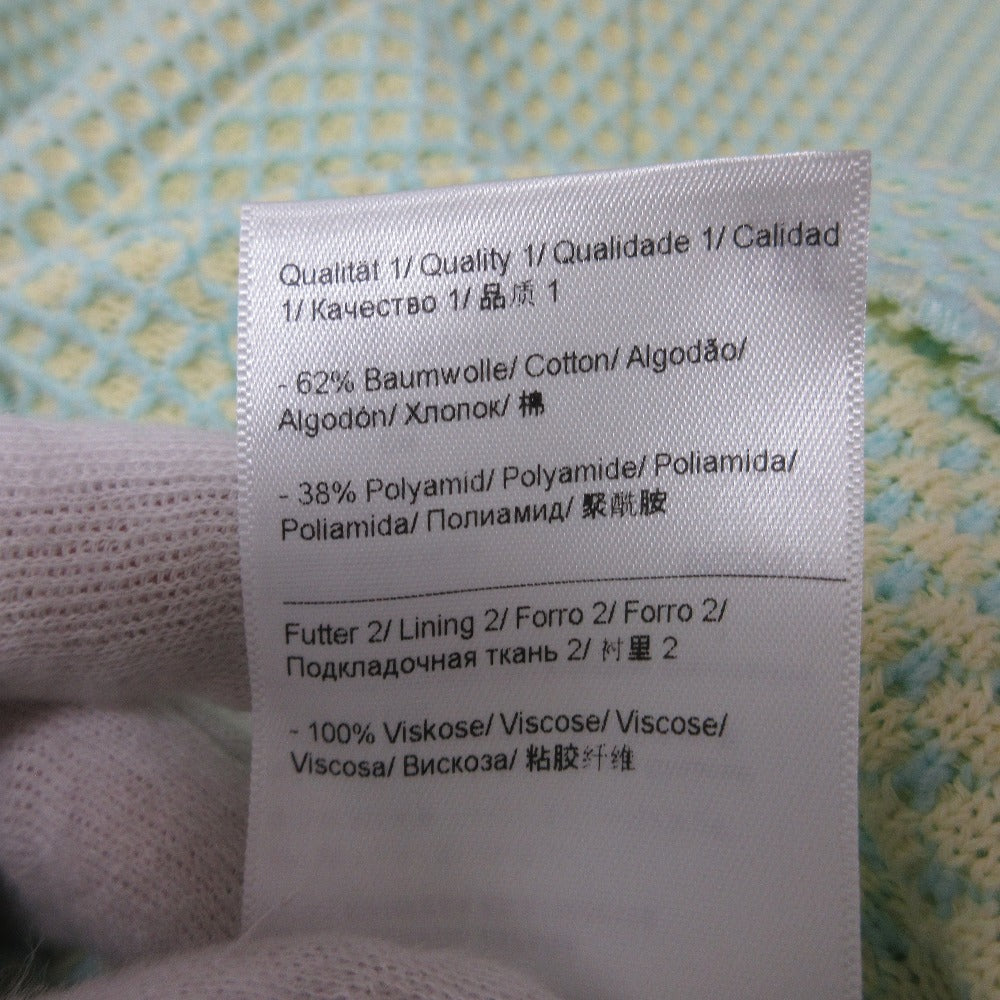 Qualität 1/ Quality 1/ Qualidade 1/ Calidad
1/ Качество 1/ 品质 1
- 62% Baumwolle/ Cotton/ Algodão/
Algodón/ Хлопок/ 棉
- 38% Polyamid/ Polyamide/ Poliamida/
Poliamida/ Полиамид/ 聚酰胺
Futter 2/ Lining 2/ Forro 2/ Forro 2/
Подкладочная ткань 2/ 衬里 2
- 100% Viskose/ Viscose/ Viscose/
Viscosa/ Вискоза/ 粘胶纤维